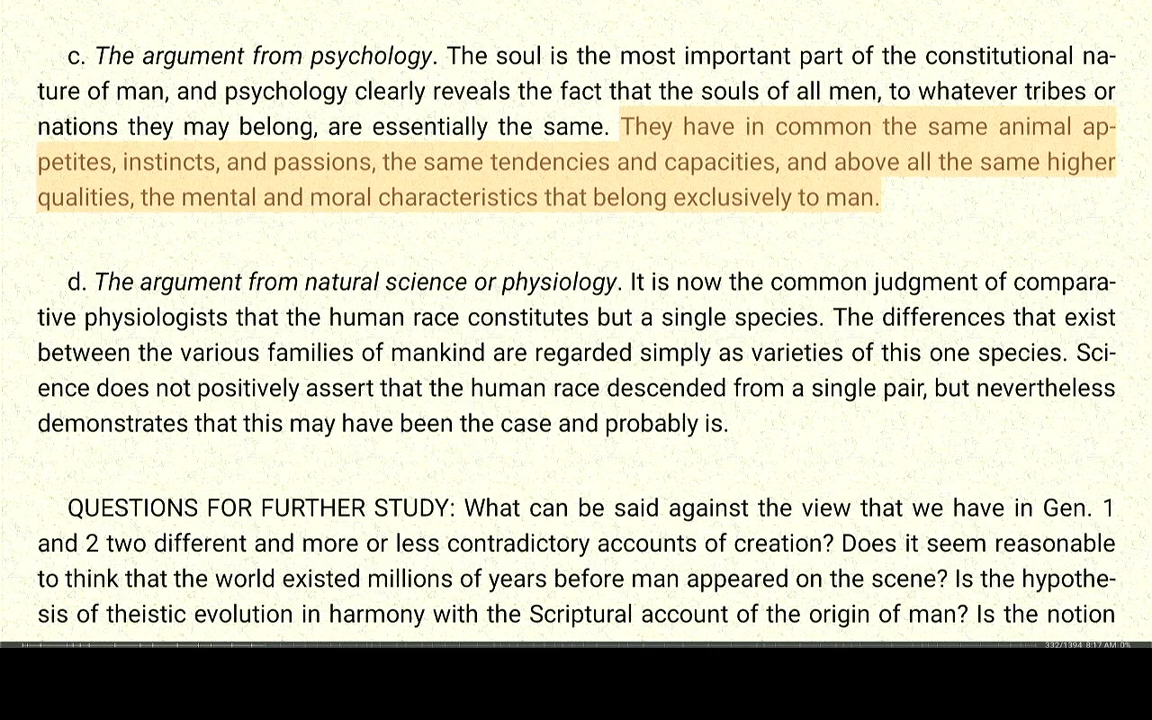 c. The argument from psychology. The soul is the most important part of the constitutional na-
ture of man, and psychology clearly reveals the fact that the souls of all men, to whatever tribes or
nations they may belong, are essentially the same. They have in common the same animal ap-
petites, instincts, and passions, the same tendencies and capacities, and above all the same higher
qualities, the mental and moral characteristics that belong exclusively to man.
d. The argument from natural science or physiology. It is now the common judgment of compara-
tive physiologists that the human race constitutes but a single species. The differences that exist
between the various families of mankind are regarded simply as varieties of this one species. Sci-
ence does not positively assert that the human race descended from a single pair, but nevertheless
demonstrates that this may have been the case and probably is.
QUESTIONS FOR FURTHER STUDY: What can be said against the view that we have in Gen. 1
and 2 two different and more or less contradictory accounts of creation? Does it seem reasonable
to think that the world existed millions of years before man appeared on the scene? Is the hypothe-
sis of theistic evolution in harmony with the Scriptural account of the origin of man? Is the notion
332/1394 8:17 AM 0%